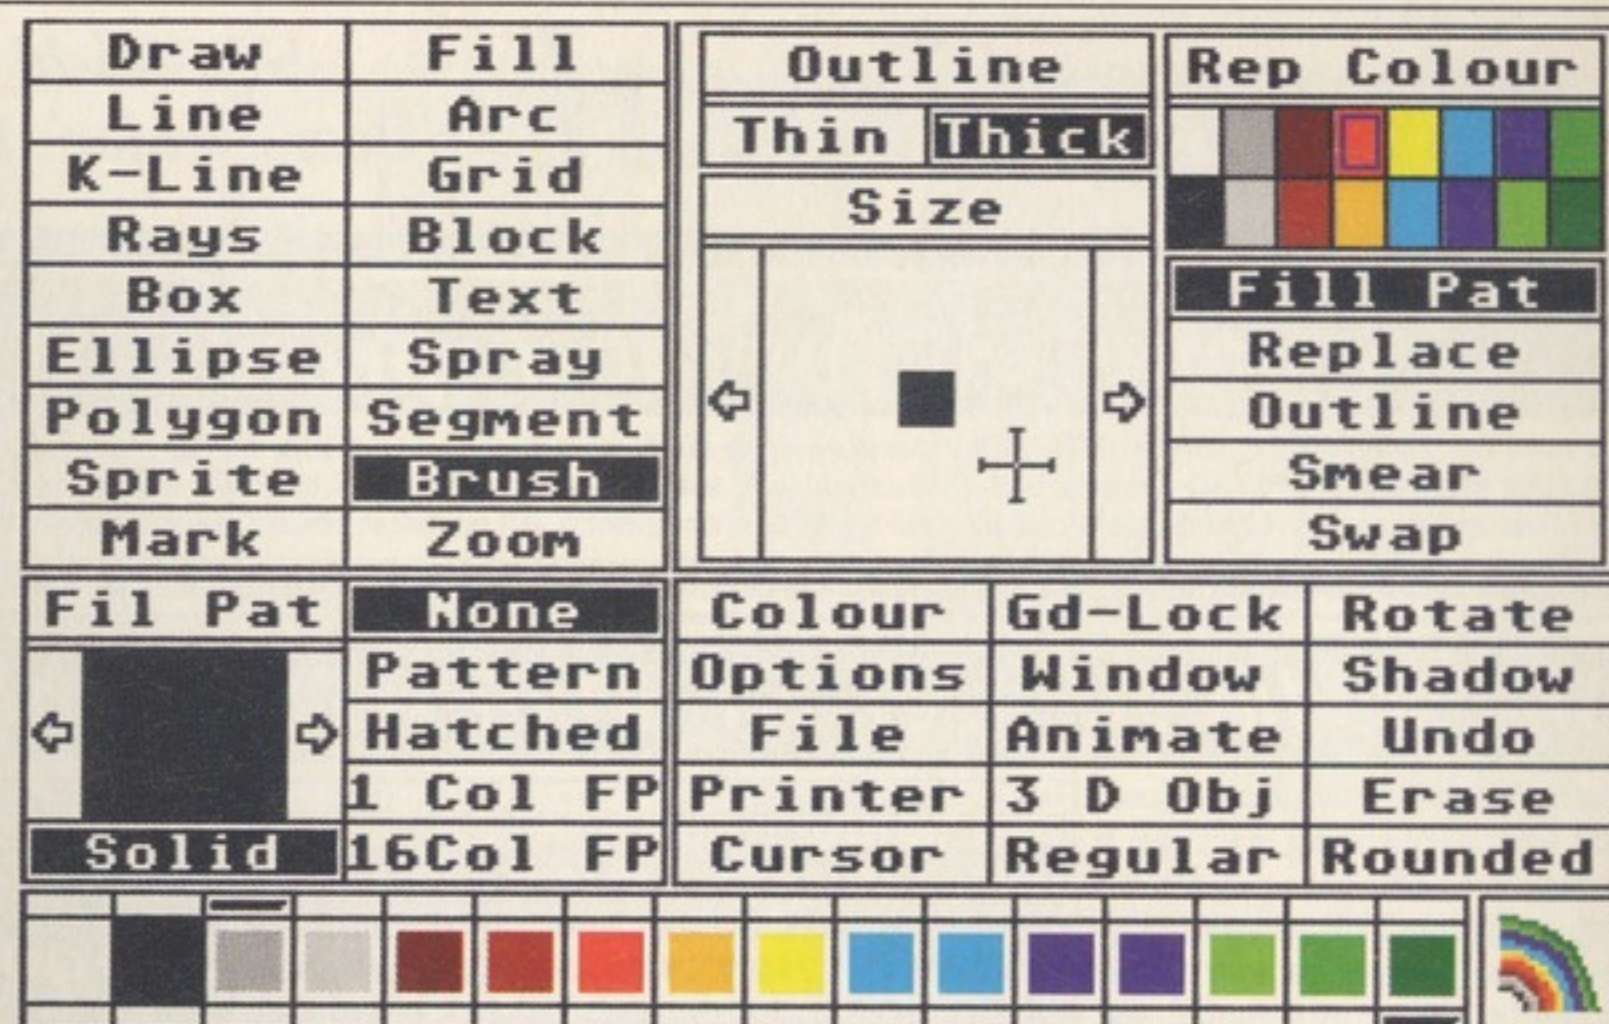 Draw Fill
Line Arc
K-Line Grid
Rays Block
Box Text
Ellipse Spray
Polygon Segment
Sprite Brush
Mark Zoom
Outline
Thin Thick
Size
Rep Colour
Fill Pat
Replace
Outline
Smear
Swap
Fil Pat None
Pattern
Hatched
1 Col FP
Solid 16Col FP
Colour Gd-Lock Rotate
Options Window Shadow
File Animate Undo
Printer 3 D Obj Erase
Cursor Regular Rounded